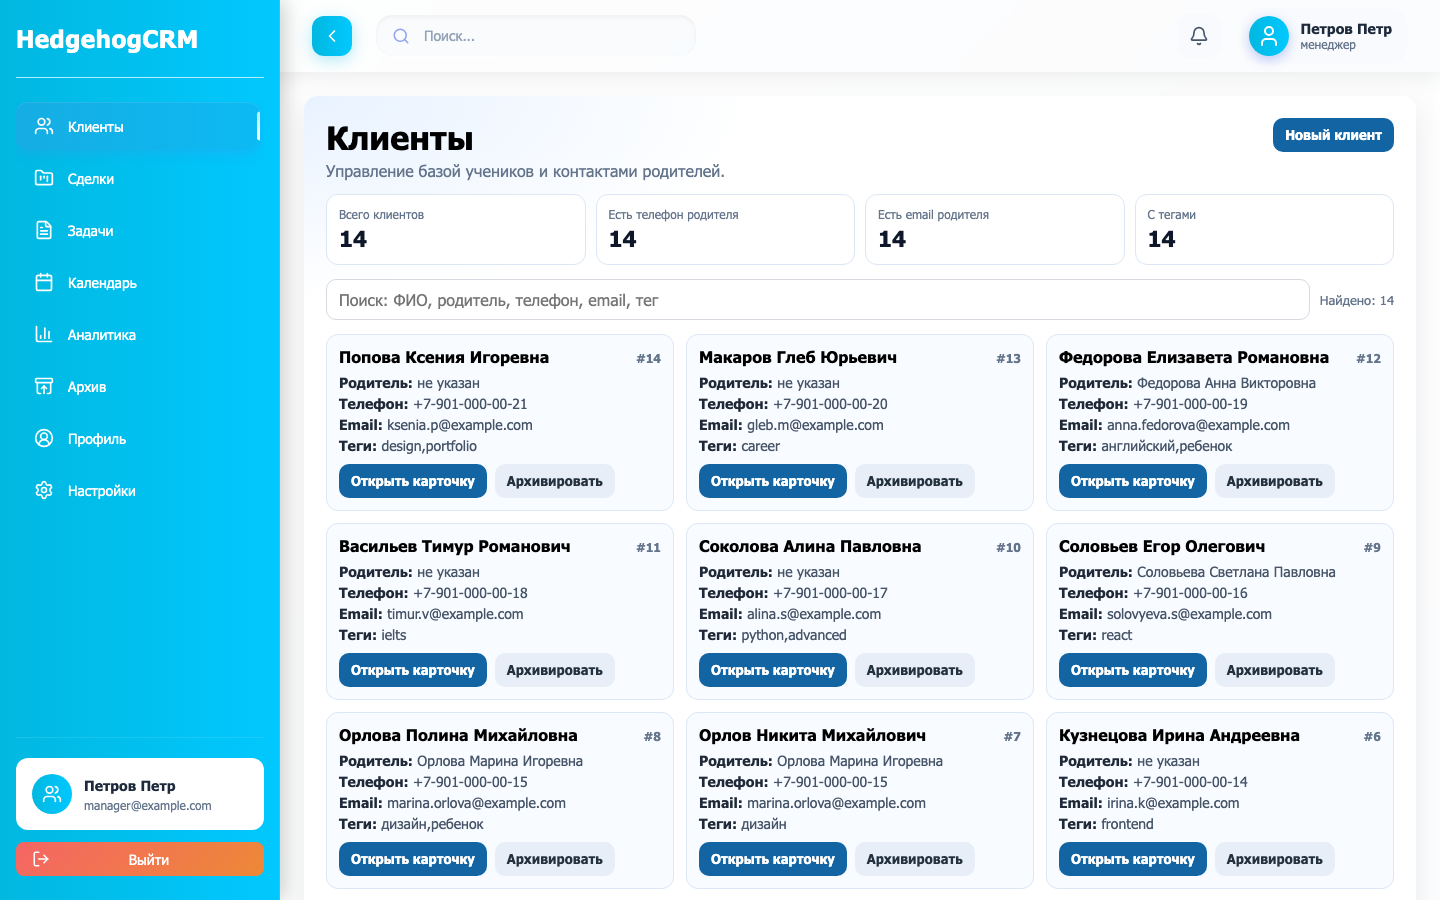 HedgehogCRM
Клиенты
Сделки
Задачи
Календарь
Аналитика
Архив
Профиль
Настройки
Петров Петр
manager@example.com
Выйти
Поиск...
Петров Петр
менеджер
Клиенты
Новый клиент
Управление базой учеников и контактами родителей.
Всего клиентов
14
Есть телефон родителя
14
Есть email родителя
14
С тегами
14
Поиск: ФИО, родитель, телефон, email, тег
Найдено: 14
Попова Ксения Игоревна #14
Родитель: не указан
Телефон: +7-901-000-00-21
Email: ksenia.p@example.com
Теги: design,portfolio
Открыть карточку Архивировать
Макаров Глеб Юрьевич #13
Родитель: не указан
Телефон: +7-901-000-00-20
Email: gleb.m@example.com
Теги: career
Открыть карточку Архивировать
Федорова Елизавета Романовна #12
Родитель: Федорова Анна Викторовна
Телефон: +7-901-000-00-19
Email: anna.fedorova@example.com
Теги: английский,ребенок
Открыть карточку Архивировать
Васильев Тимур Романович #11
Родитель: не указан
Телефон: +7-901-000-00-18
Email: timur.v@example.com
Теги: ielts
Открыть карточку Архивировать
Соколова Алина Павловна #10
Родитель: не указан
Телефон: +7-901-000-00-17
Email: alina.s@example.com
Теги: python,advanced
Открыть карточку Архивировать
Соловьев Егор Олегович #9
Родитель: Соловьева Светлана Павловна
Телефон: +7-901-000-00-16
Email: solovyeva.s@example.com
Теги: react
Открыть карточку Архивировать
Орлова Полина Михайловна #8
Родитель: Орлова Марина Игоревна
Телефон: +7-901-000-00-15
Email: marina.orlova@example.com
Теги: дизайн,ребенок
Открыть карточку Архивировать
Орлов Никита Михайлович #7
Родитель: Орлова Марина Игоревна
Телефон: +7-901-000-00-15
Email: marina.orlova@example.com
Теги: дизайн
Открыть карточку Архивировать
Кузнецова Ирина Андреевна #6
Родитель: не указан
Телефон: +7-901-000-00-14
Email: irina.k@example.com
Теги: frontend
Открыть карточку Архивировать